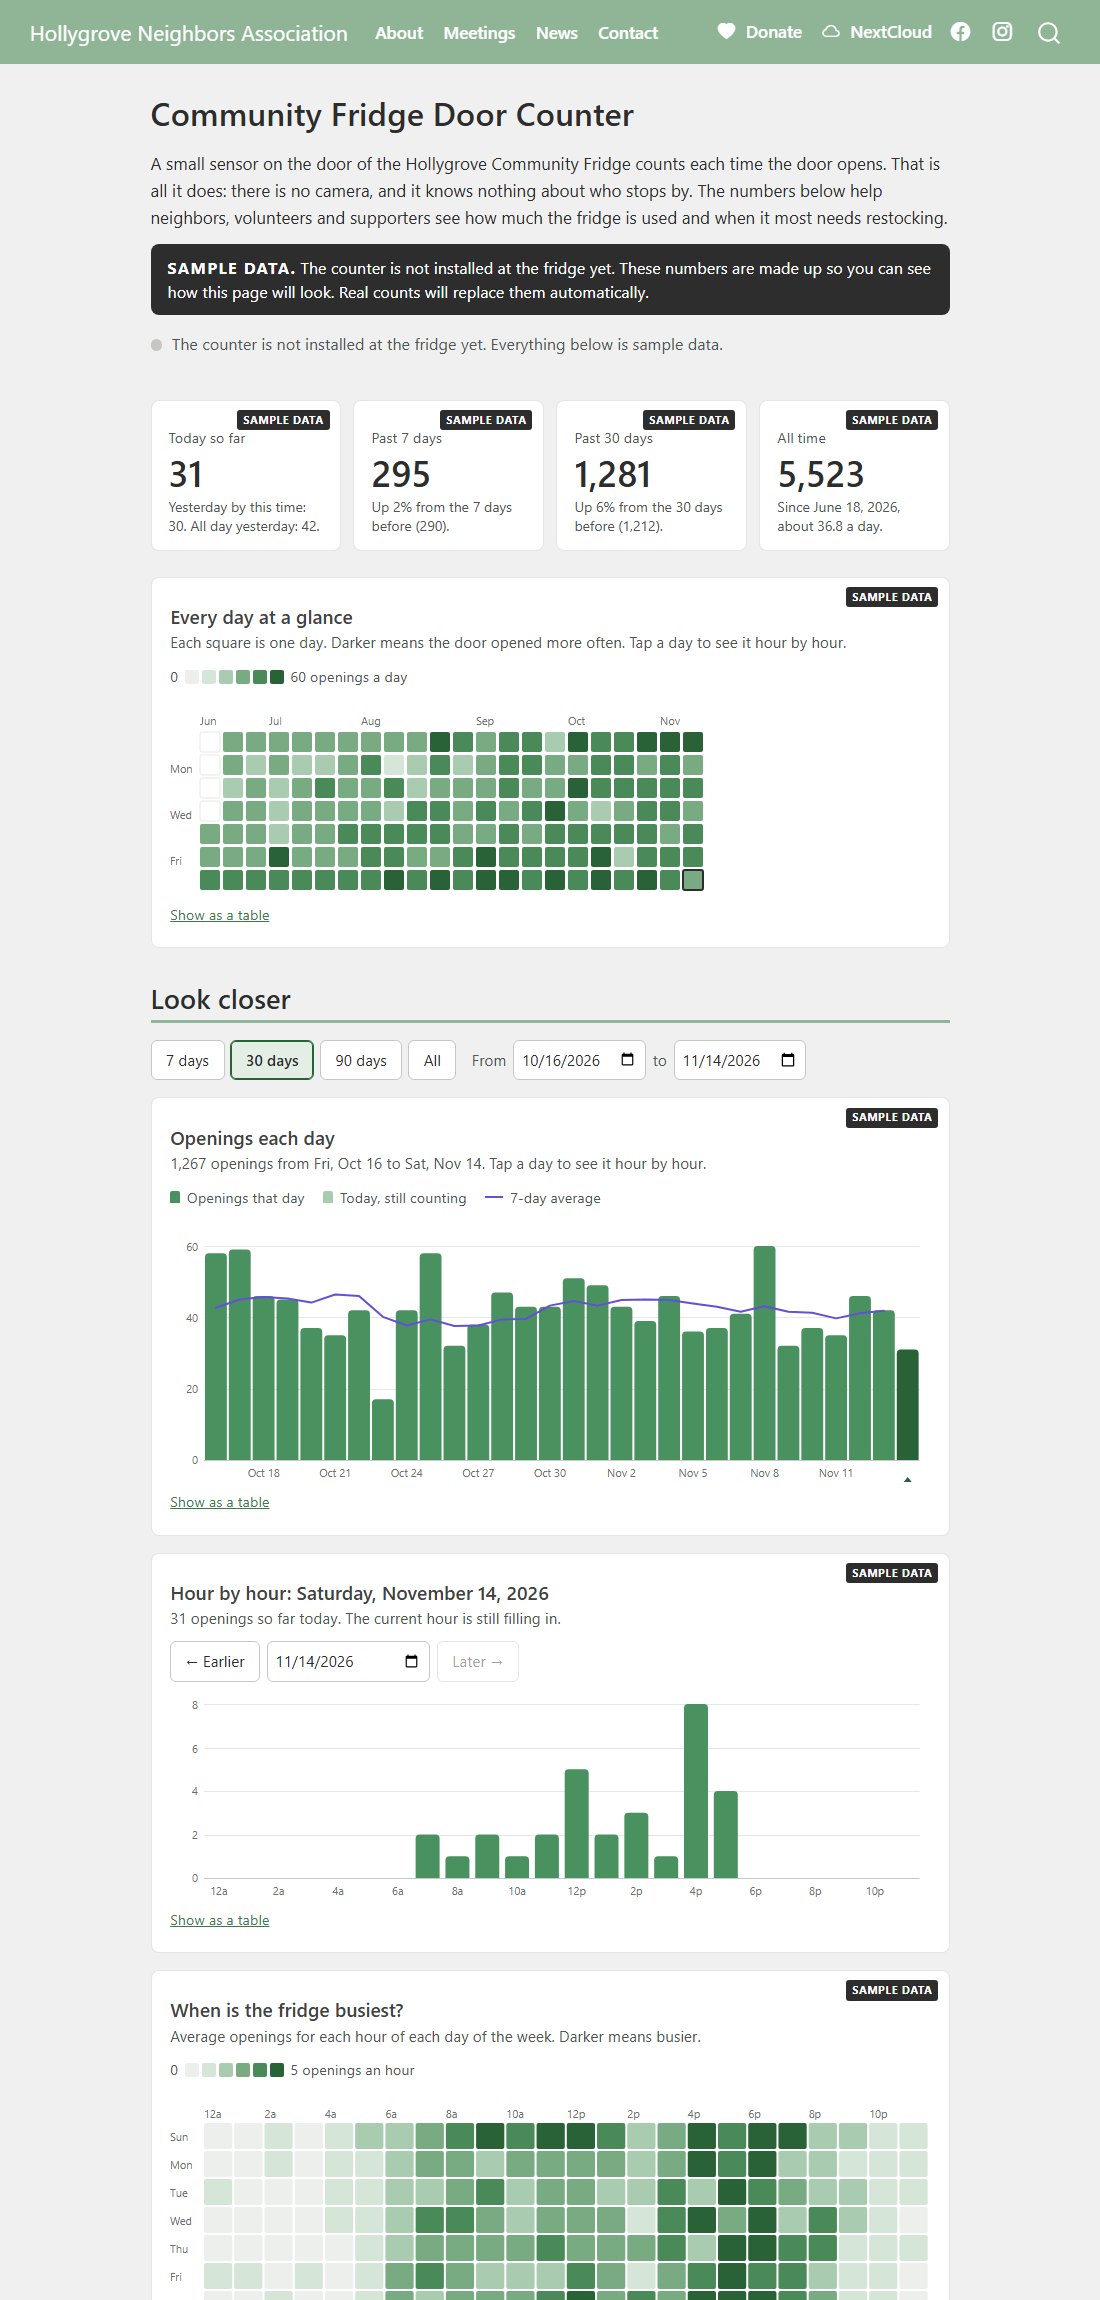 Hollygrove Neighbors Association About Meetings News Contact Donate NextCloud
Community Fridge Door Counter
A small sensor on the door of the Hollygrove Community Fridge counts each time the door opens. That is
all it does: there is no camera, and it knows nothing about who stops by. The numbers below help
neighbors, volunteers and supporters see how much the fridge is used and when it most needs restocking.
SAMPLE DATA. The counter is not installed at the fridge yet. These numbers are made up so you can see
how this page will look. Real counts will replace them automatically.
The counter is not installed at the fridge yet. Everything below is sample data.
SAMPLE DATA
Today so far
31
Yesterday by this time:
30. All day yesterday: 42.
SAMPLE DATA
Past 7 days
295
Up 2% from the 7 days
before (290).
SAMPLE DATA
Past 30 days
1,281
Up 6% from the 30 days
before (1,212).
SAMPLE DATA
All time
5,523
Since June 18, 2026,
about 36.8 a day.
SAMPLE DATA
Every day at a glance
Each square is one day. Darker means the door opened more often. Tap a day to see it hour by hour.
0 60 openings a day
Jun Jul Aug Sep Oct Nov
Mon
Wed
Fri
Show as a table
Look closer
7 days 30 days 90 days All From 10/16/2026 to 11/14/2026
SAMPLE DATA
Openings each day
1,267 openings from Fri, Oct 16 to Sat, Nov 14. Tap a day to see it hour by hour.
Openings that day Today, still counting 7-day average
60
40
20
0
Oct 18 Oct 21 Oct 24 Oct 27 Oct 30 Nov 2 Nov 5 Nov 8 Nov 11
Show as a table
SAMPLE DATA
Hour by hour: Saturday, November 14, 2026
31 openings so far today. The current hour is still filling in.
← Earlier 11/14/2026 Later →
8
6
4
2
0
12a 2a 4a 6a 8a 10a 12p 2p 4p 6p 8p 10p
Show as a table
SAMPLE DATA
When is the fridge busiest?
Average openings for each hour of each day of the week. Darker means busier.
0 5 openings an hour
12a 2a 4a 6a 8a 10a 12p 2p 4p 6p 8p 10p
Sun
Mon
Tue
Wed
Thu
Fri